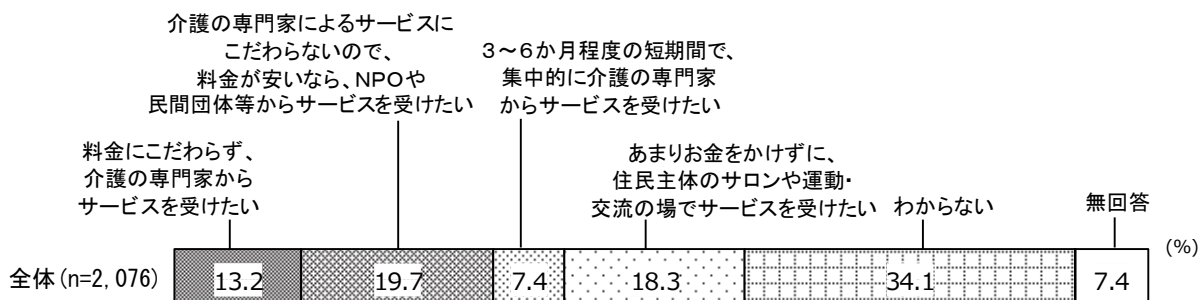 介護の専門家によるサービスに
こだわらないので、
料金が安いなら、NPOや
民間団体等からサービスを受けたい
３～６か月程度の短期間で、
集中的に介護の専門家
からサービスを受けたい
料金にこだわらず、
介護の専門家から
サービスを受けたい
あまりお金をかけずに、
住民主体のサロンや運動・
交流の場でサービスを受けたい
わからない
無回答
(%)
全体(n=2,076)
13.2
19.7
7.4
18.3
34.1
7.4